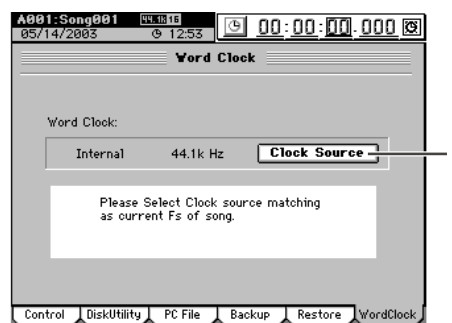 A001:Song001 44.1k 16
05/14/2003 12:53 00:00:00.000
Word Clock
Word Clock:
Internal 44.1k Hz Clock Source
Please Select Clock source matching
as current Fs of song.
Control DiskUtility PC File Backup Restore WordClock